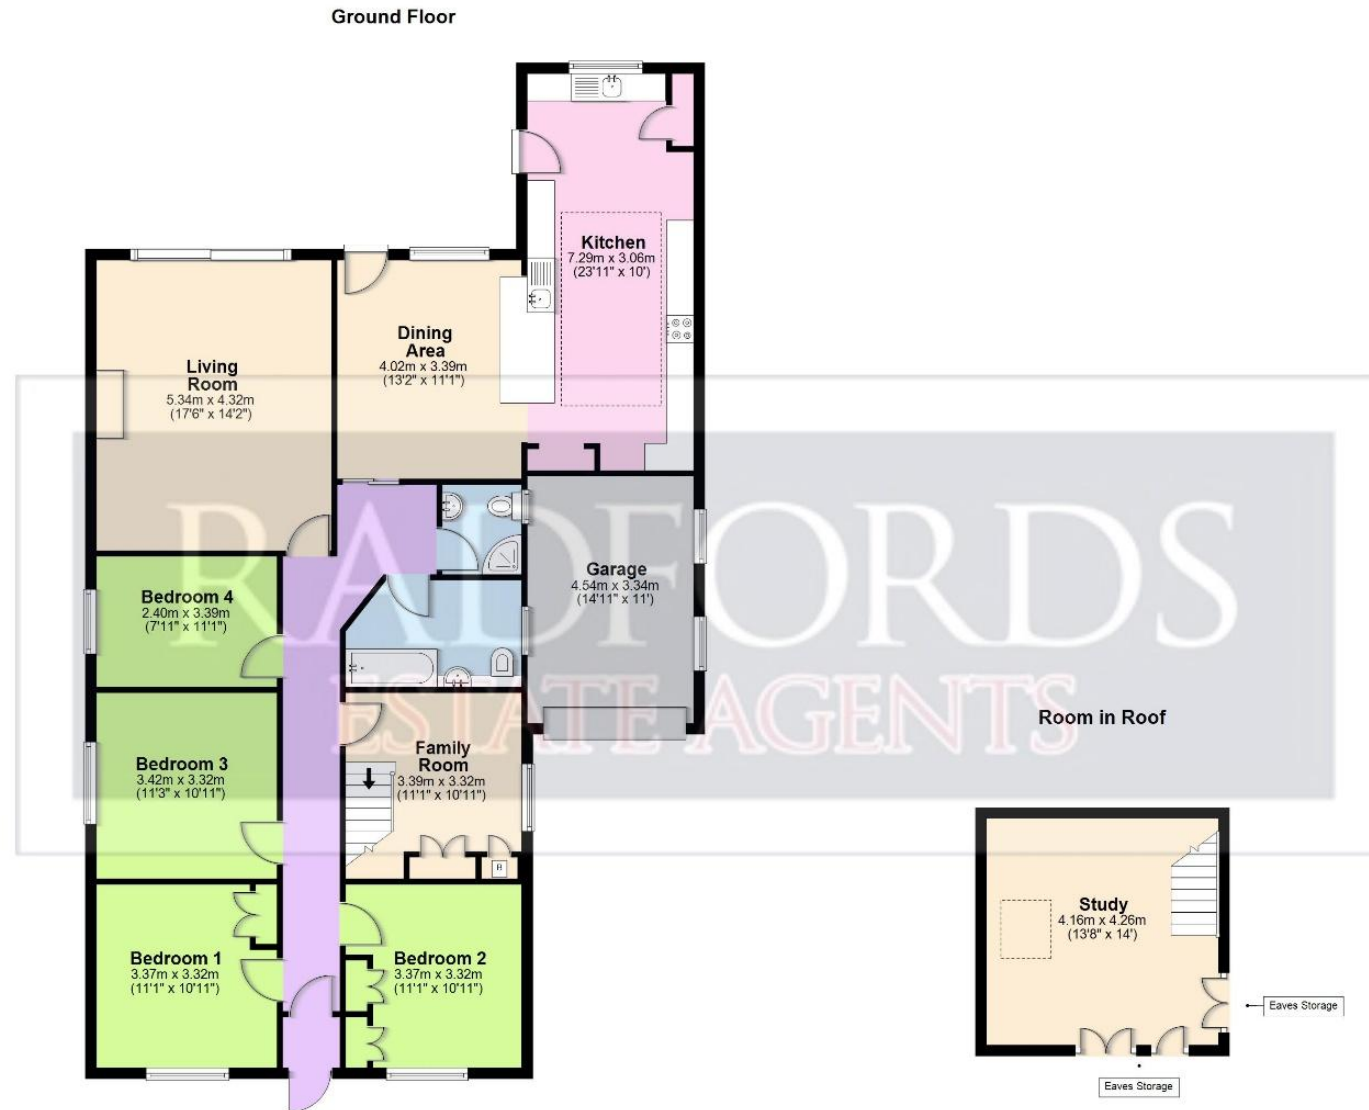 Ground Floor
Kitchen
7.29m x 3.06m
(23'11" x 10')
Dining
Area
4.02m x 3.39m
(13'2" x 11'1")
Living
Room
5.34m x 4.32m
(17'6" x 14'2")
RADFORDS
ESTATE AGENTS
Garage
4.54m x 3.34m
(14'11" x 11')
Bedroom 4
2.40m x 3.39m
(7'11" x 11'1")
Room in Roof
Family
Room
3.39m x 3.32m
(11'1" x 10'11")
Bedroom 3
3.42m x 3.32m
(11'3" x 10'11")
B
Study
4.16m x 4.26m
(13'8" x 14')
Bedroom 1
3.37m x 3.32m
(11'1" x 10'11")
Bedroom 2
3.37m x 3.32m
(11'1" x 10'11")
Eaves Storage
Eaves Storage